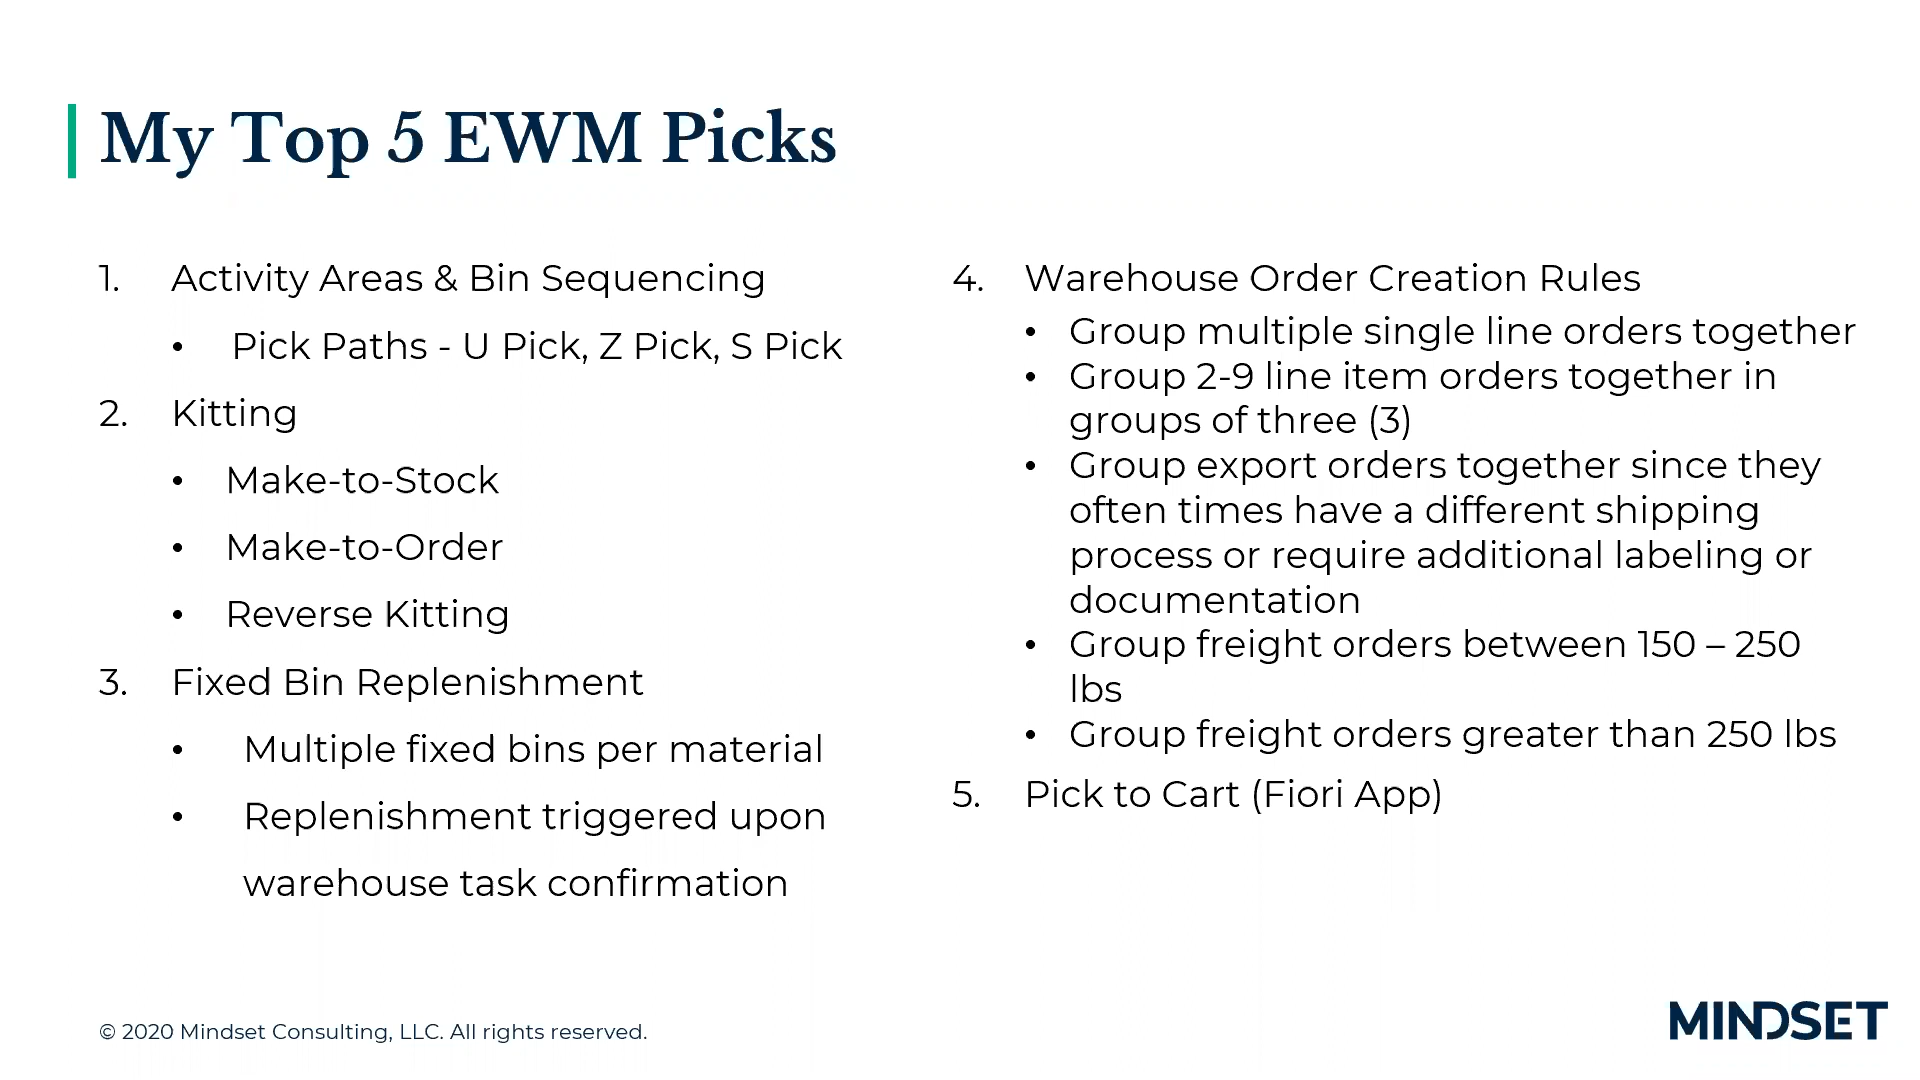 My Top 5 EWM Picks
1. Activity Areas & Bin Sequencing
• Pick Paths - U Pick, Z Pick, S Pick
2. Kitting
• Make-to-Stock
• Make-to-Order
• Reverse Kitting
3. Fixed Bin Replenishment
• Multiple fixed bins per material
• Replenishment triggered upon
warehouse task confirmation
4. Warehouse Order Creation Rules
• Group multiple single line orders together
• Group 2-9 line item orders together in
groups of three (3)
• Group export orders together since they
often times have a different shipping
process or require additional labeling or
documentation
• Group freight orders between 150 – 250
lbs
• Group freight orders greater than 250 lbs
5. Pick to Cart (Fiori App)
© 2020 Mindset Consulting, LLC. All rights reserved.
MINDSET